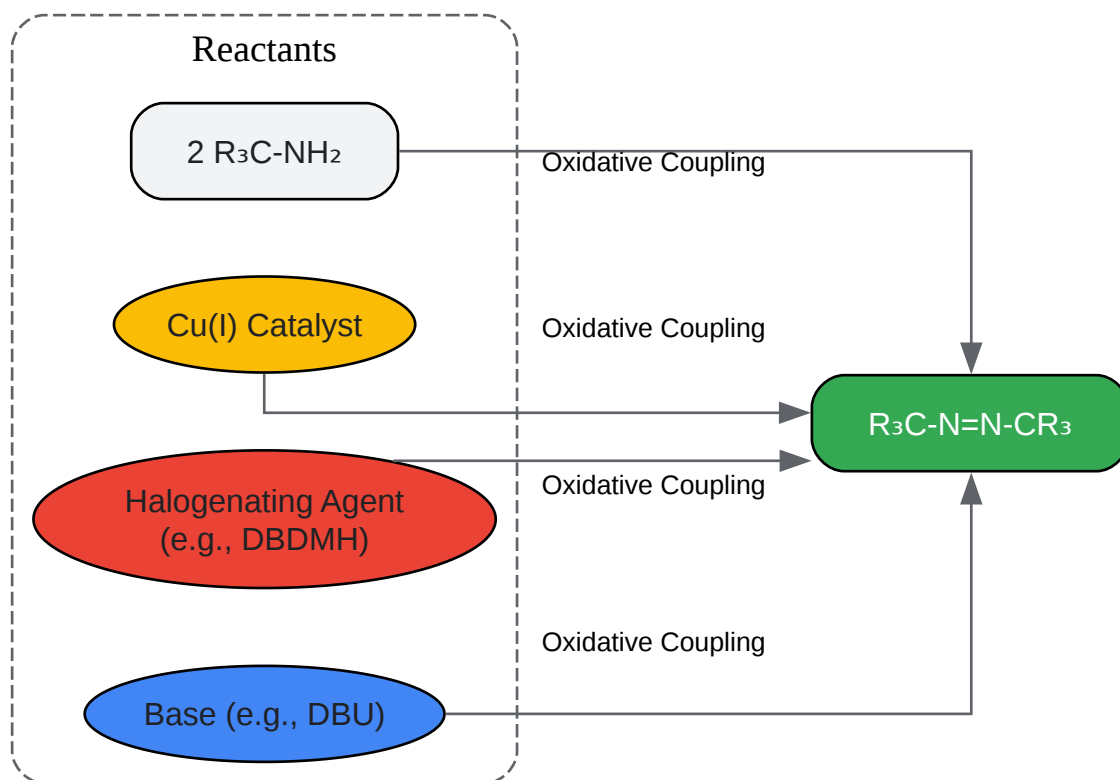 Reactants
2 R₃C-NH₂
Oxidative Coupling
Cu(I) Catalyst
Oxidative Coupling
R₃C-N=N-CR₃
Halogenating Agent
(e.g., DBDMH)
Oxidative Coupling
Oxidative Coupling
Base (e.g., DBU)